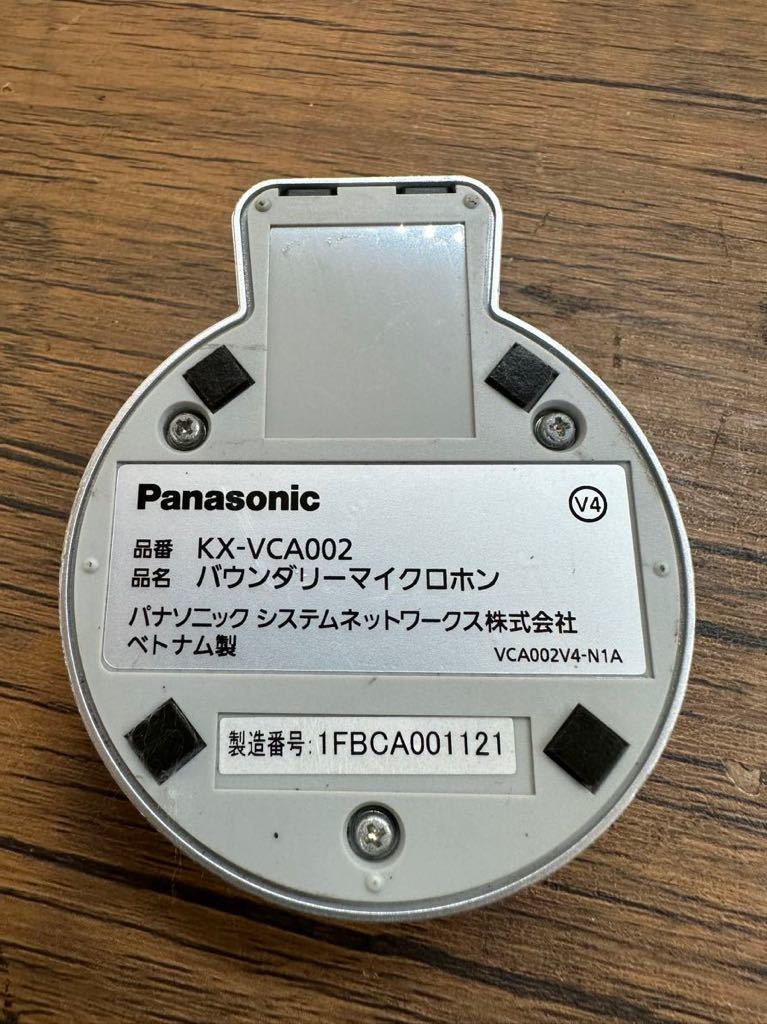 Panasonic
V4
品番 KX-VCA002
品名 バウンダリーマイクロホン
パナソニック システムネットワークス株式会社
ベトナム製
VCA002V4-N1A
製造番号:1FBCA001121